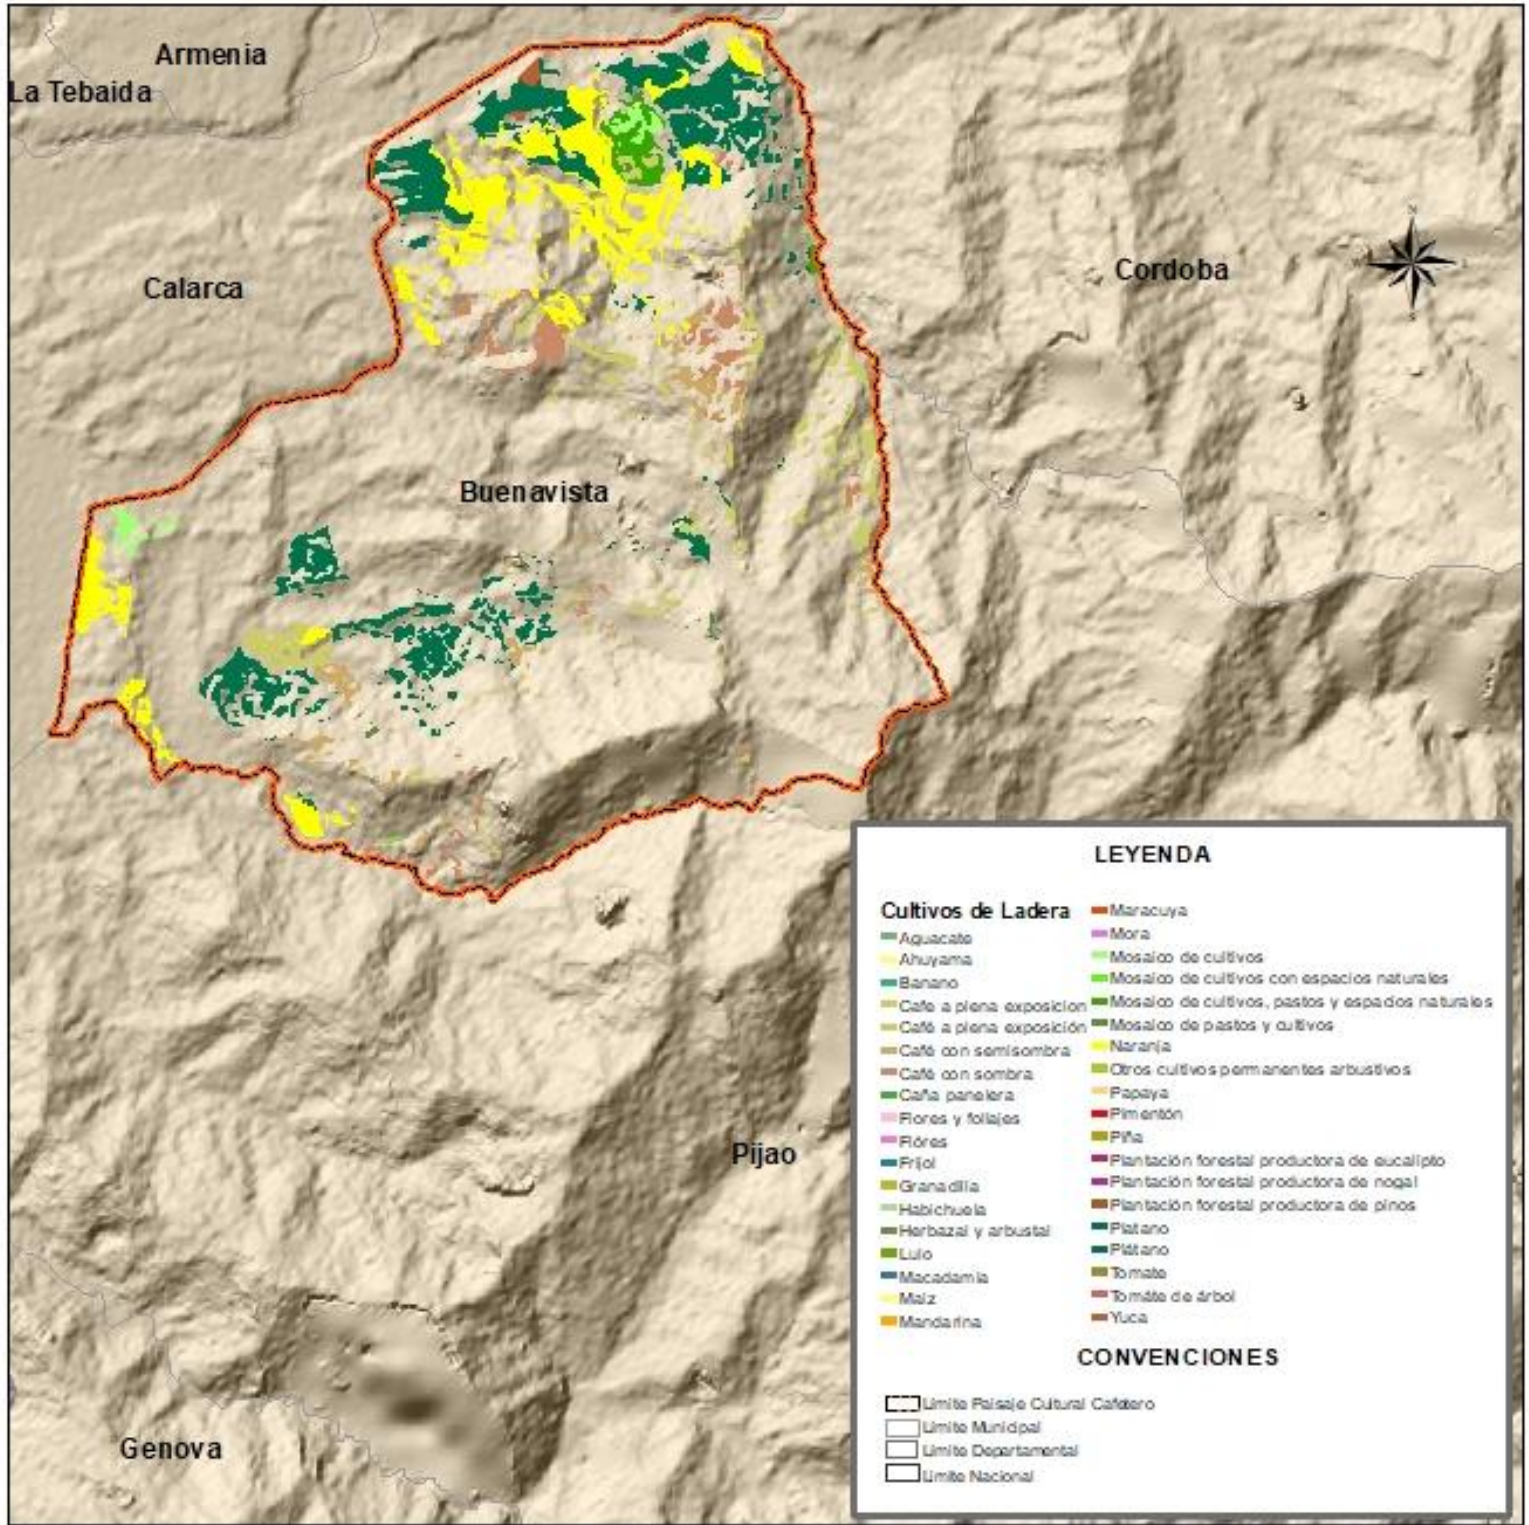 Armenia
La Tebaida
Calarca
Cordoba
N
S
Buenavista
Pijao
Genova
LEYENDA
Cultivos de Ladera
Aguacate
Ahuyama
Banano
Cafe a plena exposicion
Café a plena exposición
Café con semisombra
Café con sombra
Caña panelera
Flores y follajes
Flóres
Frijol
Granadilla
Habichuela
Herbazal y arbustal
Lulo
Macadamia
Maiz
Mandarina
Maracuya
Mora
Mosaico de cultivos
Mosaico de cultivos con espacios naturales
Mosaico de cultivos, pastos y espacios naturales
Mosaico de pastos y cultivos
Naranja
Otros cultivos permanentes arbustivos
Papaya
Pimentón
Piña
Plantación forestal productora de eucalipto
Plantación forestal productora de nogal
Plantación forestal productora de pinos
Platano
Plátano
Tomate
Tomáte de árbol
Yuca
CONVENCIONES
Limite Paisaje Cultural Cafetero
Limite Municipal
Limite Departamental
Limite Nacional